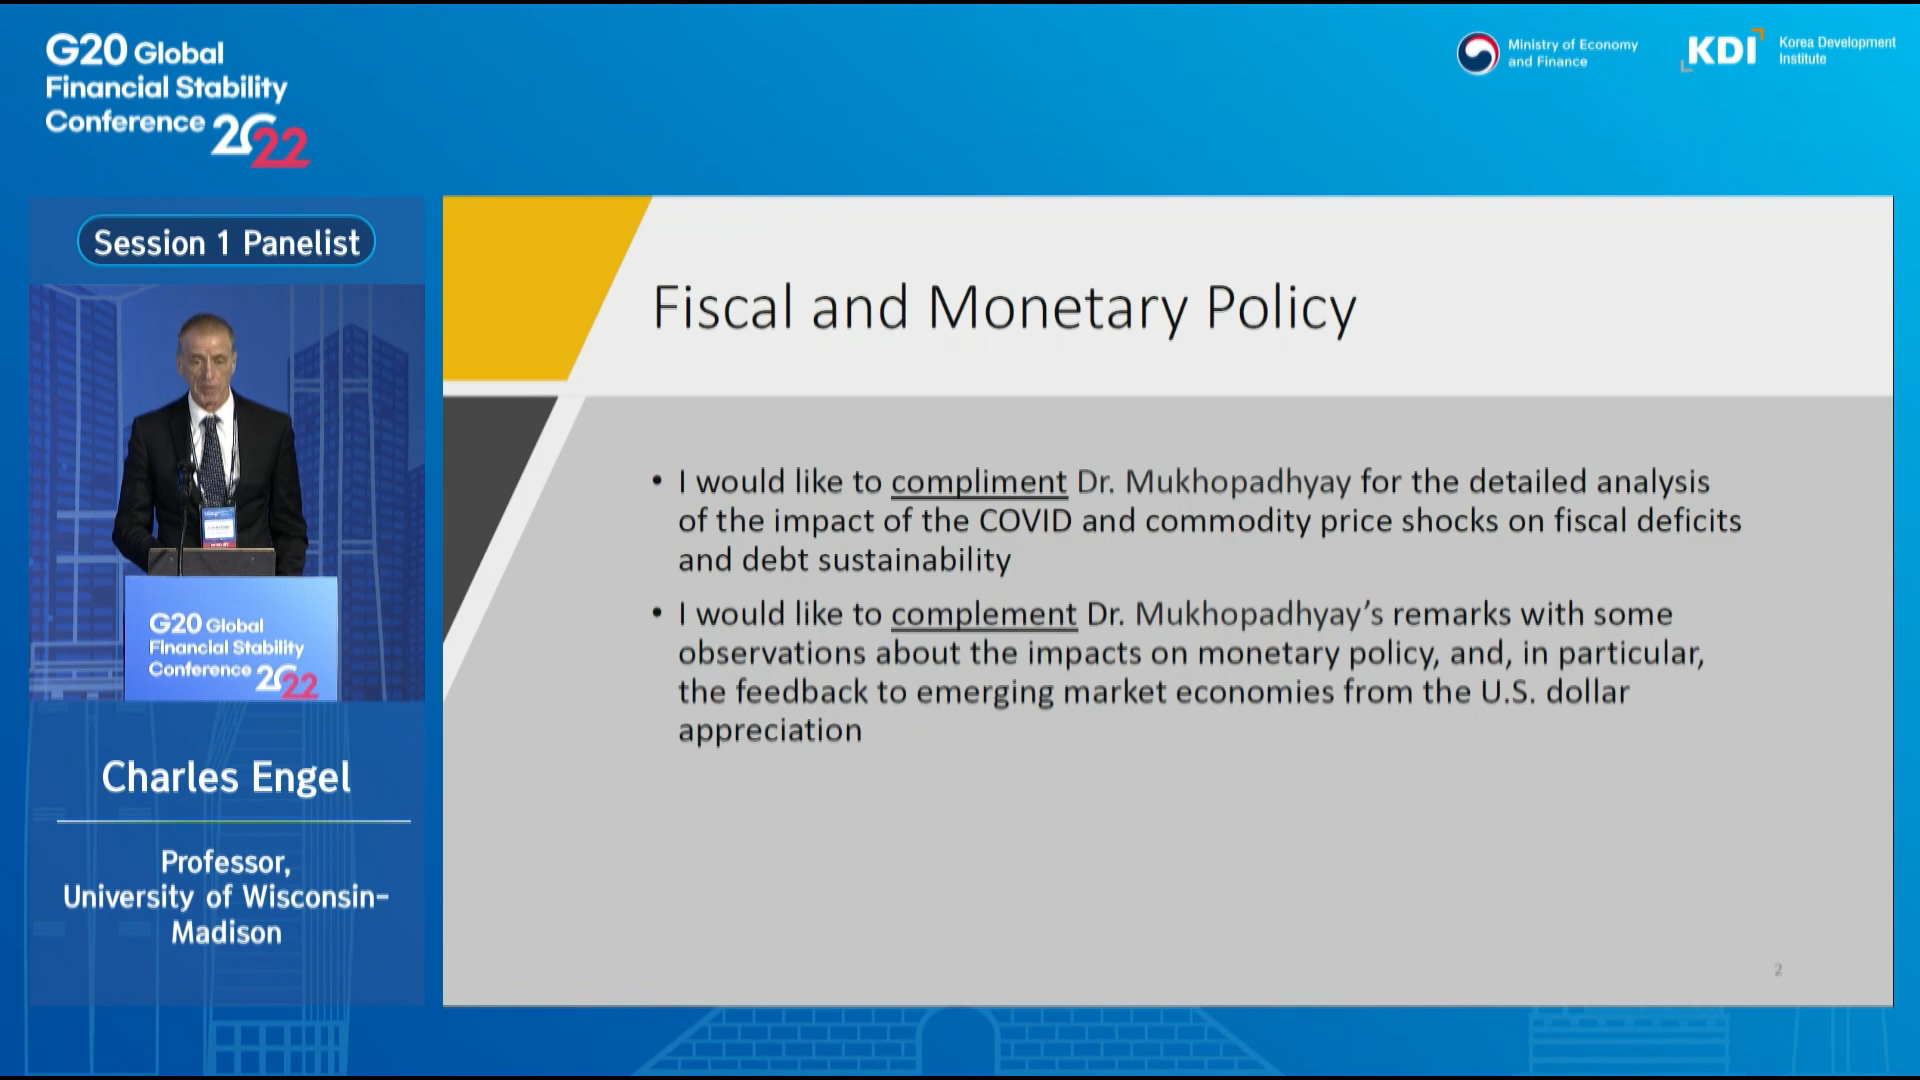 G20 Global
Financial Stability
Conference 2022
Ministry of Economy
and Finance
KDI
Korea Development
Institute
Session 1 Panelist
G20 Global
Financial Stability
Conference 2022
Charles Engel
Professor,
University of Wisconsin-
Madison
Fiscal and Monetary Policy
• I would like to compliment Dr. Mukhopadhyay for the detailed analysis
of the impact of the COVID and commodity price shocks on fiscal deficits
and debt sustainability
• I would like to complement Dr. Mukhopadhyay's remarks with some
observations about the impacts on monetary policy, and, in particular,
the feedback to emerging market economies from the U.S. dollar
appreciation
2